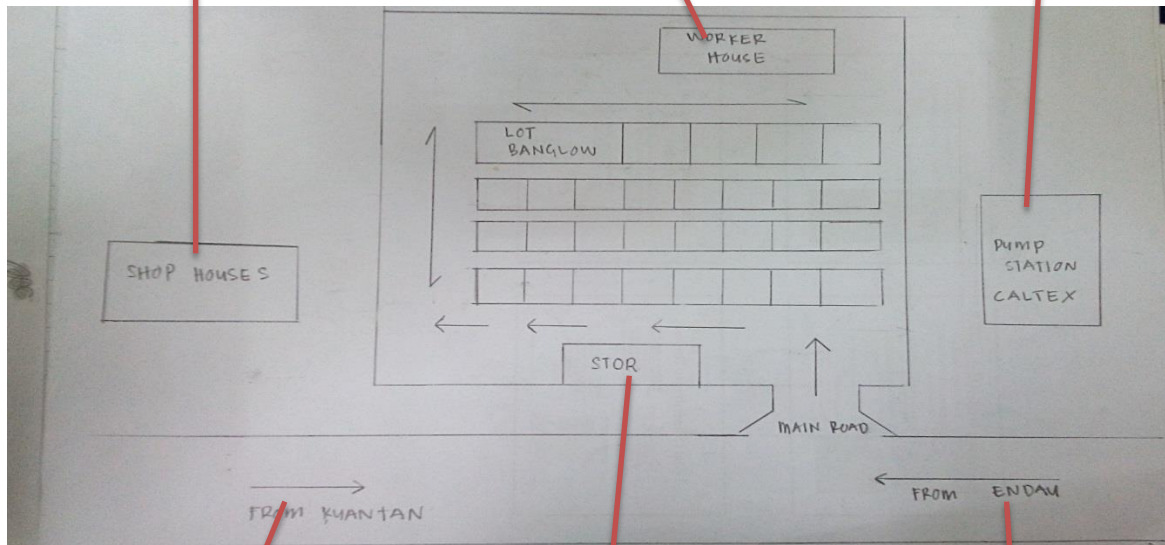 WORKER
HOUSE
LOT
BANGLOW
SHOP HOUSES
PUMP
STATION
CALTEX
STOR
MAIN ROAD
FROM KUANTAN
FROM ENDAU